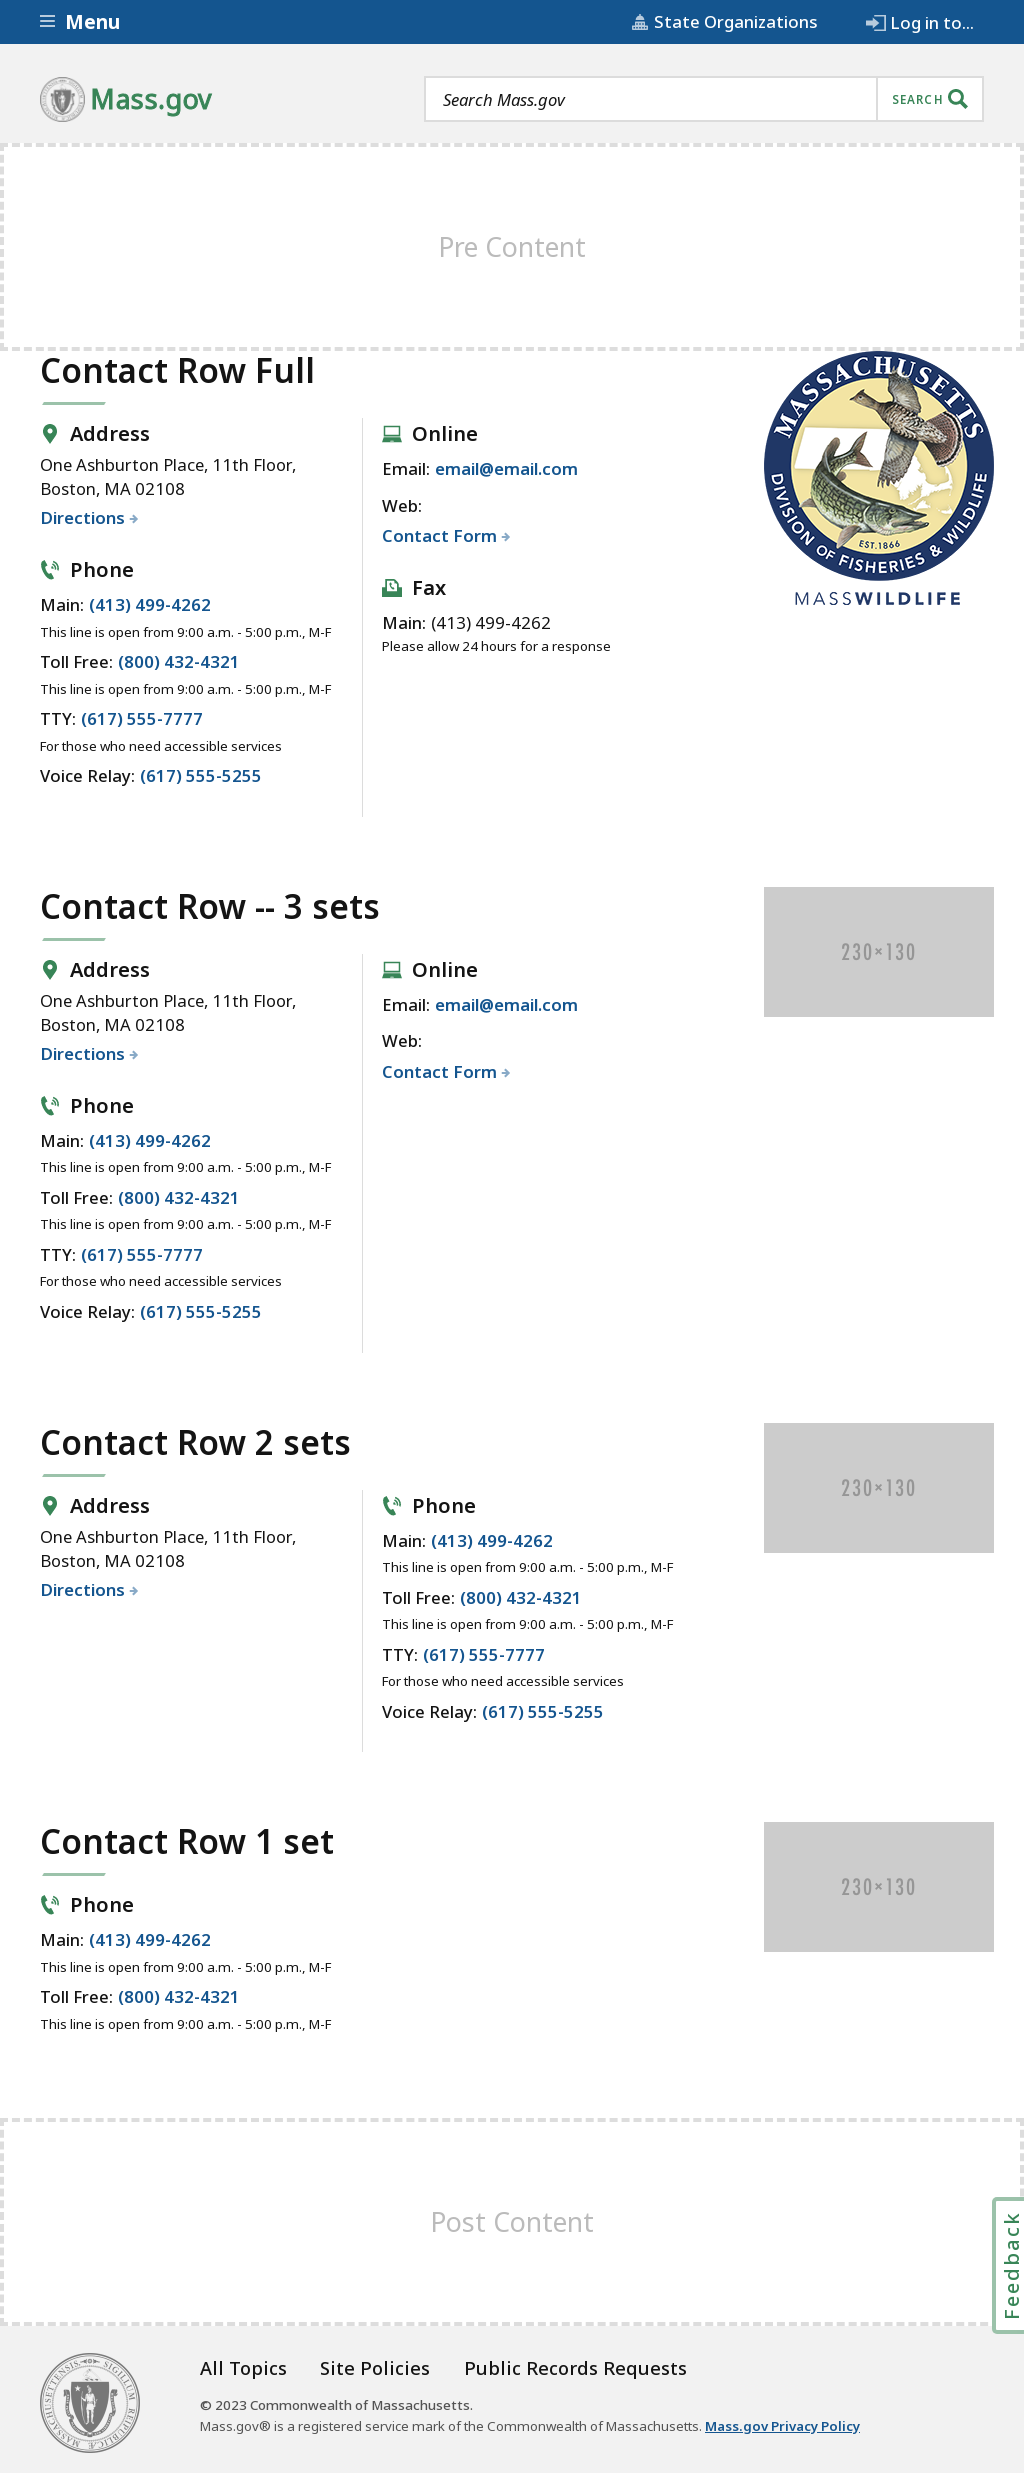 Menu
State Organizations
Log in to...
Mass.gov
Search Mass.gov
SEARCH
Pre Content
Contact Row Full
Address
One Ashburton Place, 11th Floor,
Boston, MA 02108
Directions
Phone
Main: (413) 499-4262
This line is open from 9:00 a.m. - 5:00 p.m., M-F
Toll Free: (800) 432-4321
This line is open from 9:00 a.m. - 5:00 p.m., M-F
TTY: (617) 555-7777
For those who need accessible services
Voice Relay: (617) 555-5255
Online
Email: email@email.com
Web:
Contact Form
Fax
Main: (413) 499-4262
Please allow 24 hours for a response
MASSACHUSETTS
DIVISION OF FISHERIES & WILDLIFE
EST.1866
MASSWILDLIFE
Contact Row -- 3 sets
Address
One Ashburton Place, 11th Floor,
Boston, MA 02108
Directions
Phone
Main: (413) 499-4262
This line is open from 9:00 a.m. - 5:00 p.m., M-F
Toll Free: (800) 432-4321
This line is open from 9:00 a.m. - 5:00 p.m., M-F
TTY: (617) 555-7777
For those who need accessible services
Voice Relay: (617) 555-5255
Online
Email: email@email.com
Web:
Contact Form
230×130
Contact Row 2 sets
Address
One Ashburton Place, 11th Floor,
Boston, MA 02108
Directions
Phone
Main: (413) 499-4262
This line is open from 9:00 a.m. - 5:00 p.m., M-F
Toll Free: (800) 432-4321
This line is open from 9:00 a.m. - 5:00 p.m., M-F
TTY: (617) 555-7777
For those who need accessible services
Voice Relay: (617) 555-5255
230×130
Contact Row 1 set
Phone
Main: (413) 499-4262
This line is open from 9:00 a.m. - 5:00 p.m., M-F
Toll Free: (800) 432-4321
This line is open from 9:00 a.m. - 5:00 p.m., M-F
230×130
Post Content
Feedback
All Topics
Site Policies
Public Records Requests
© 2023 Commonwealth of Massachusetts.
Mass.gov® is a registered service mark of the Commonwealth of Massachusetts. Mass.gov Privacy Policy